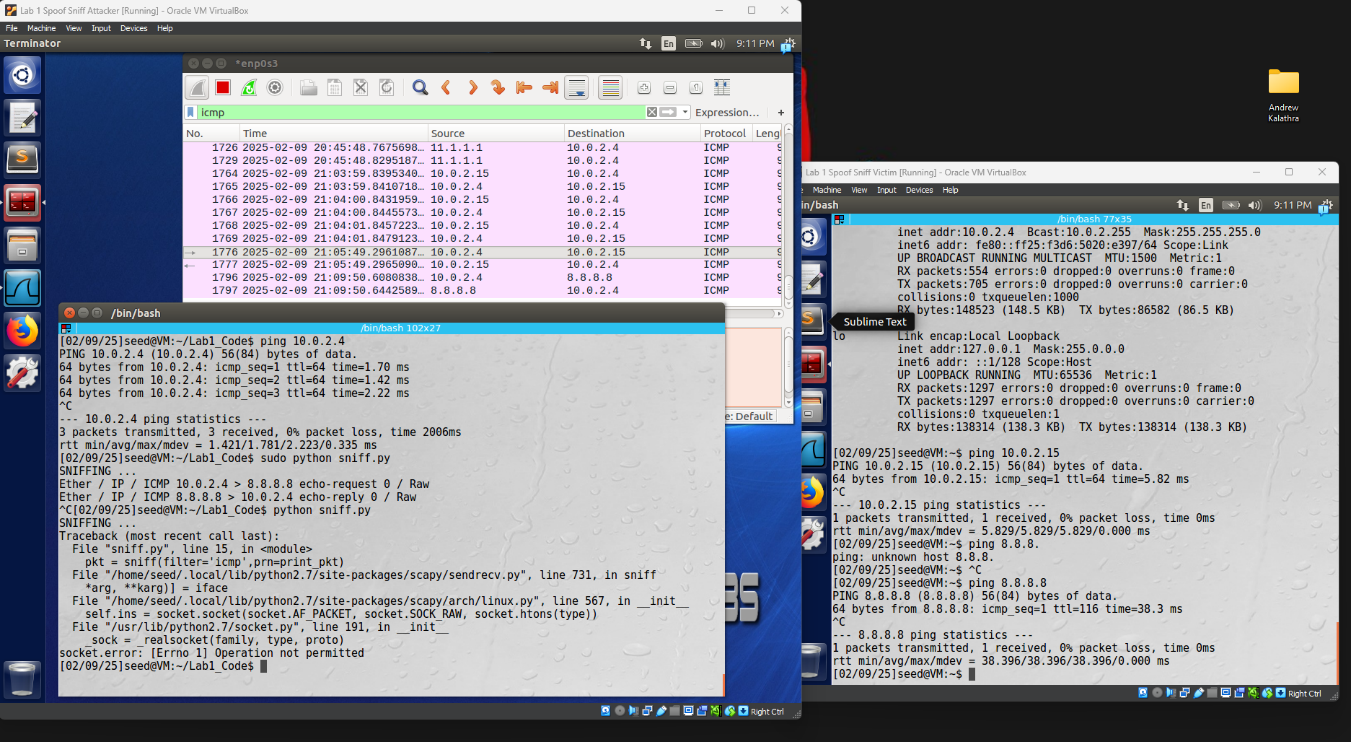 Lab 1 Spoof Sniff Attacker [Running] - Oracle VM VirtualBox
File Machine View Input Devices Help
Terminator
En
9:11 PM
*enp0s3
icmp
Expression...
+
No. Time Source Destination Protocol
1726 2025-02-09 20:45:48.7675698... 11.1.1.1 10.0.2.4 ICMP 9
1729 2025-02-09 20:45:48.8295187... 11.1.1.1 10.0.2.4 ICMP 9
1764 2025-02-09 21:03:59.8395340... 10.0.2.15 10.0.2.4 ICMP 9
1765 2025-02-09 21:03:59.8410718... 10.0.2.4 10.0.2.15 ICMP 9
1766 2025-02-09 21:04:00.8431959... 10.0.2.15 10.0.2.4 ICMP 9
1767 2025-02-09 21:04:00.8445573... 10.0.2.4 10.0.2.15 ICMP 9
1768 2025-02-09 21:04:01.8457223... 10.0.2.15 10.0.2.4 ICMP 9
1769 2025-02-09 21:04:01.8479123... 10.0.2.4 10.0.2.15 ICMP 9
1776 2025-02-09 21:05:49.2961087... 10.0.2.4 10.0.2.15 ICMP 9
1777 2025-02-09 21:05:49.2965090... 10.0.2.15 10.0.2.4 ICMP 9
1796 2025-02-09 21:09:50.6080838... 10.0.2.4 8.8.8.8 ICMP 9
1797 2025-02-09 21:09:50.6442589... 8.8.8.8 10.0.2.4 ICMP 9
e: Default
/bin/bash
/bin/bash 102x27
[02/09/25]seed@VM:~/Lab1_Code$ ping 10.0.2.4
PING 10.0.2.4 (10.0.2.4) 56(84) bytes of data.
64 bytes from 10.0.2.4: icmp_seq=1 ttl=64 time=1.70 ms
64 bytes from 10.0.2.4: icmp_seq=2 ttl=64 time=1.42 ms
64 bytes from 10.0.2.4: icmp_seq=3 ttl=64 time=2.22 ms
^C
--- 10.0.2.4 ping statistics ---
3 packets transmitted, 3 received, 0% packet loss, time 2006ms
rtt min/avg/max/mdev = 1.421/1.781/2.223/0.335 ms
[02/09/25]seed@VM:~/Lab1_Code$ sudo python sniff.py
SNIFFING ...
Ether / IP / ICMP 10.0.2.4 > 8.8.8.8 echo-request 0 / Raw
Ether / IP / ICMP 8.8.8.8 > 10.0.2.4 echo-reply 0 / Raw
^C[02/09/25]seed@VM:~/Lab1_Code$ python sniff.py
SNIFFING ...
Traceback (most recent call last):
File "sniff.py", line 15, in <module>
pkt = sniff(filter='icmp',prn=print_pkt)
File "/home/seed/.local/lib/python2.7/site-packages/scapy/sendrecv.py", line 731, in sniff
*arg, **karg)] = iface
File "/home/seed/.local/lib/python2.7/site-packages/scapy/arch/linux.py", line 567, in __init__
self.ins = socket.socket(socket.AF_PACKET, socket.SOCK_RAW, socket.htons(type))
File "/usr/lib/python2.7/socket.py", line 191, in __init__
_sock = _realsocket(family, type, proto)
socket.error: [Errno 1] Operation not permitted
[02/09/25]seed@VM:~/Lab1_Code$
Right Ctrl
Andrew
Kalathra
Lab 1 Spoof Sniff Victim [Running] - Oracle VM VirtualBox
Machine View Input Devices Help
in/bash
En
9:11 PM
/bin/bash 77x35
inet addr:10.0.2.4 Bcast:10.0.2.255 Mask:255.255.255.0
inet6 addr: fe80::ff25:f3d6:5020:e397/64 Scope:Link
UP BROADCAST RUNNING MULTICAST MTU:1500 Metric:1
RX packets:554 errors:0 dropped:0 overruns:0 frame:0
TX packets:705 errors:0 dropped:0 overruns:0 carrier:0
collisions:0 txqueuelen:1000
RX bytes:148523 (148.5 KB) TX bytes:86582 (86.5 KB)
Sublime Text
lo Link encap:Local Loopback
inet addr:127.0.0.1 Mask:255.0.0.0
inet6 addr: ::1/128 Scope:Host
UP LOOPBACK RUNNING MTU:65536 Metric:1
RX packets:1297 errors:0 dropped:0 overruns:0 frame:0
TX packets:1297 errors:0 dropped:0 overruns:0 carrier:0
collisions:0 txqueuelen:1
RX bytes:138314 (138.3 KB) TX bytes:138314 (138.3 KB)
[02/09/25]seed@VM:~$ ping 10.0.2.15
PING 10.0.2.15 (10.0.2.15) 56(84) bytes of data.
64 bytes from 10.0.2.15: icmp_seq=1 ttl=64 time=5.82 ms
^C
--- 10.0.2.15 ping statistics ---
1 packets transmitted, 1 received, 0% packet loss, time 0ms
rtt min/avg/max/mdev = 5.829/5.829/5.829/0.000 ms
[02/09/25]seed@VM:~$ ping 8.8.8.
ping: unknown host 8.8.8.
[02/09/25]seed@VM:~$ ^C
[02/09/25]seed@VM:~$ ping 8.8.8.8
PING 8.8.8.8 (8.8.8.8) 56(84) bytes of data.
64 bytes from 8.8.8.8: icmp_seq=1 ttl=116 time=38.3 ms
^C
--- 8.8.8.8 ping statistics ---
1 packets transmitted, 1 received, 0% packet loss, time 0ms
rtt min/avg/max/mdev = 38.396/38.396/38.396/0.000 ms
[02/09/25]seed@VM:~$
Right Ctrl